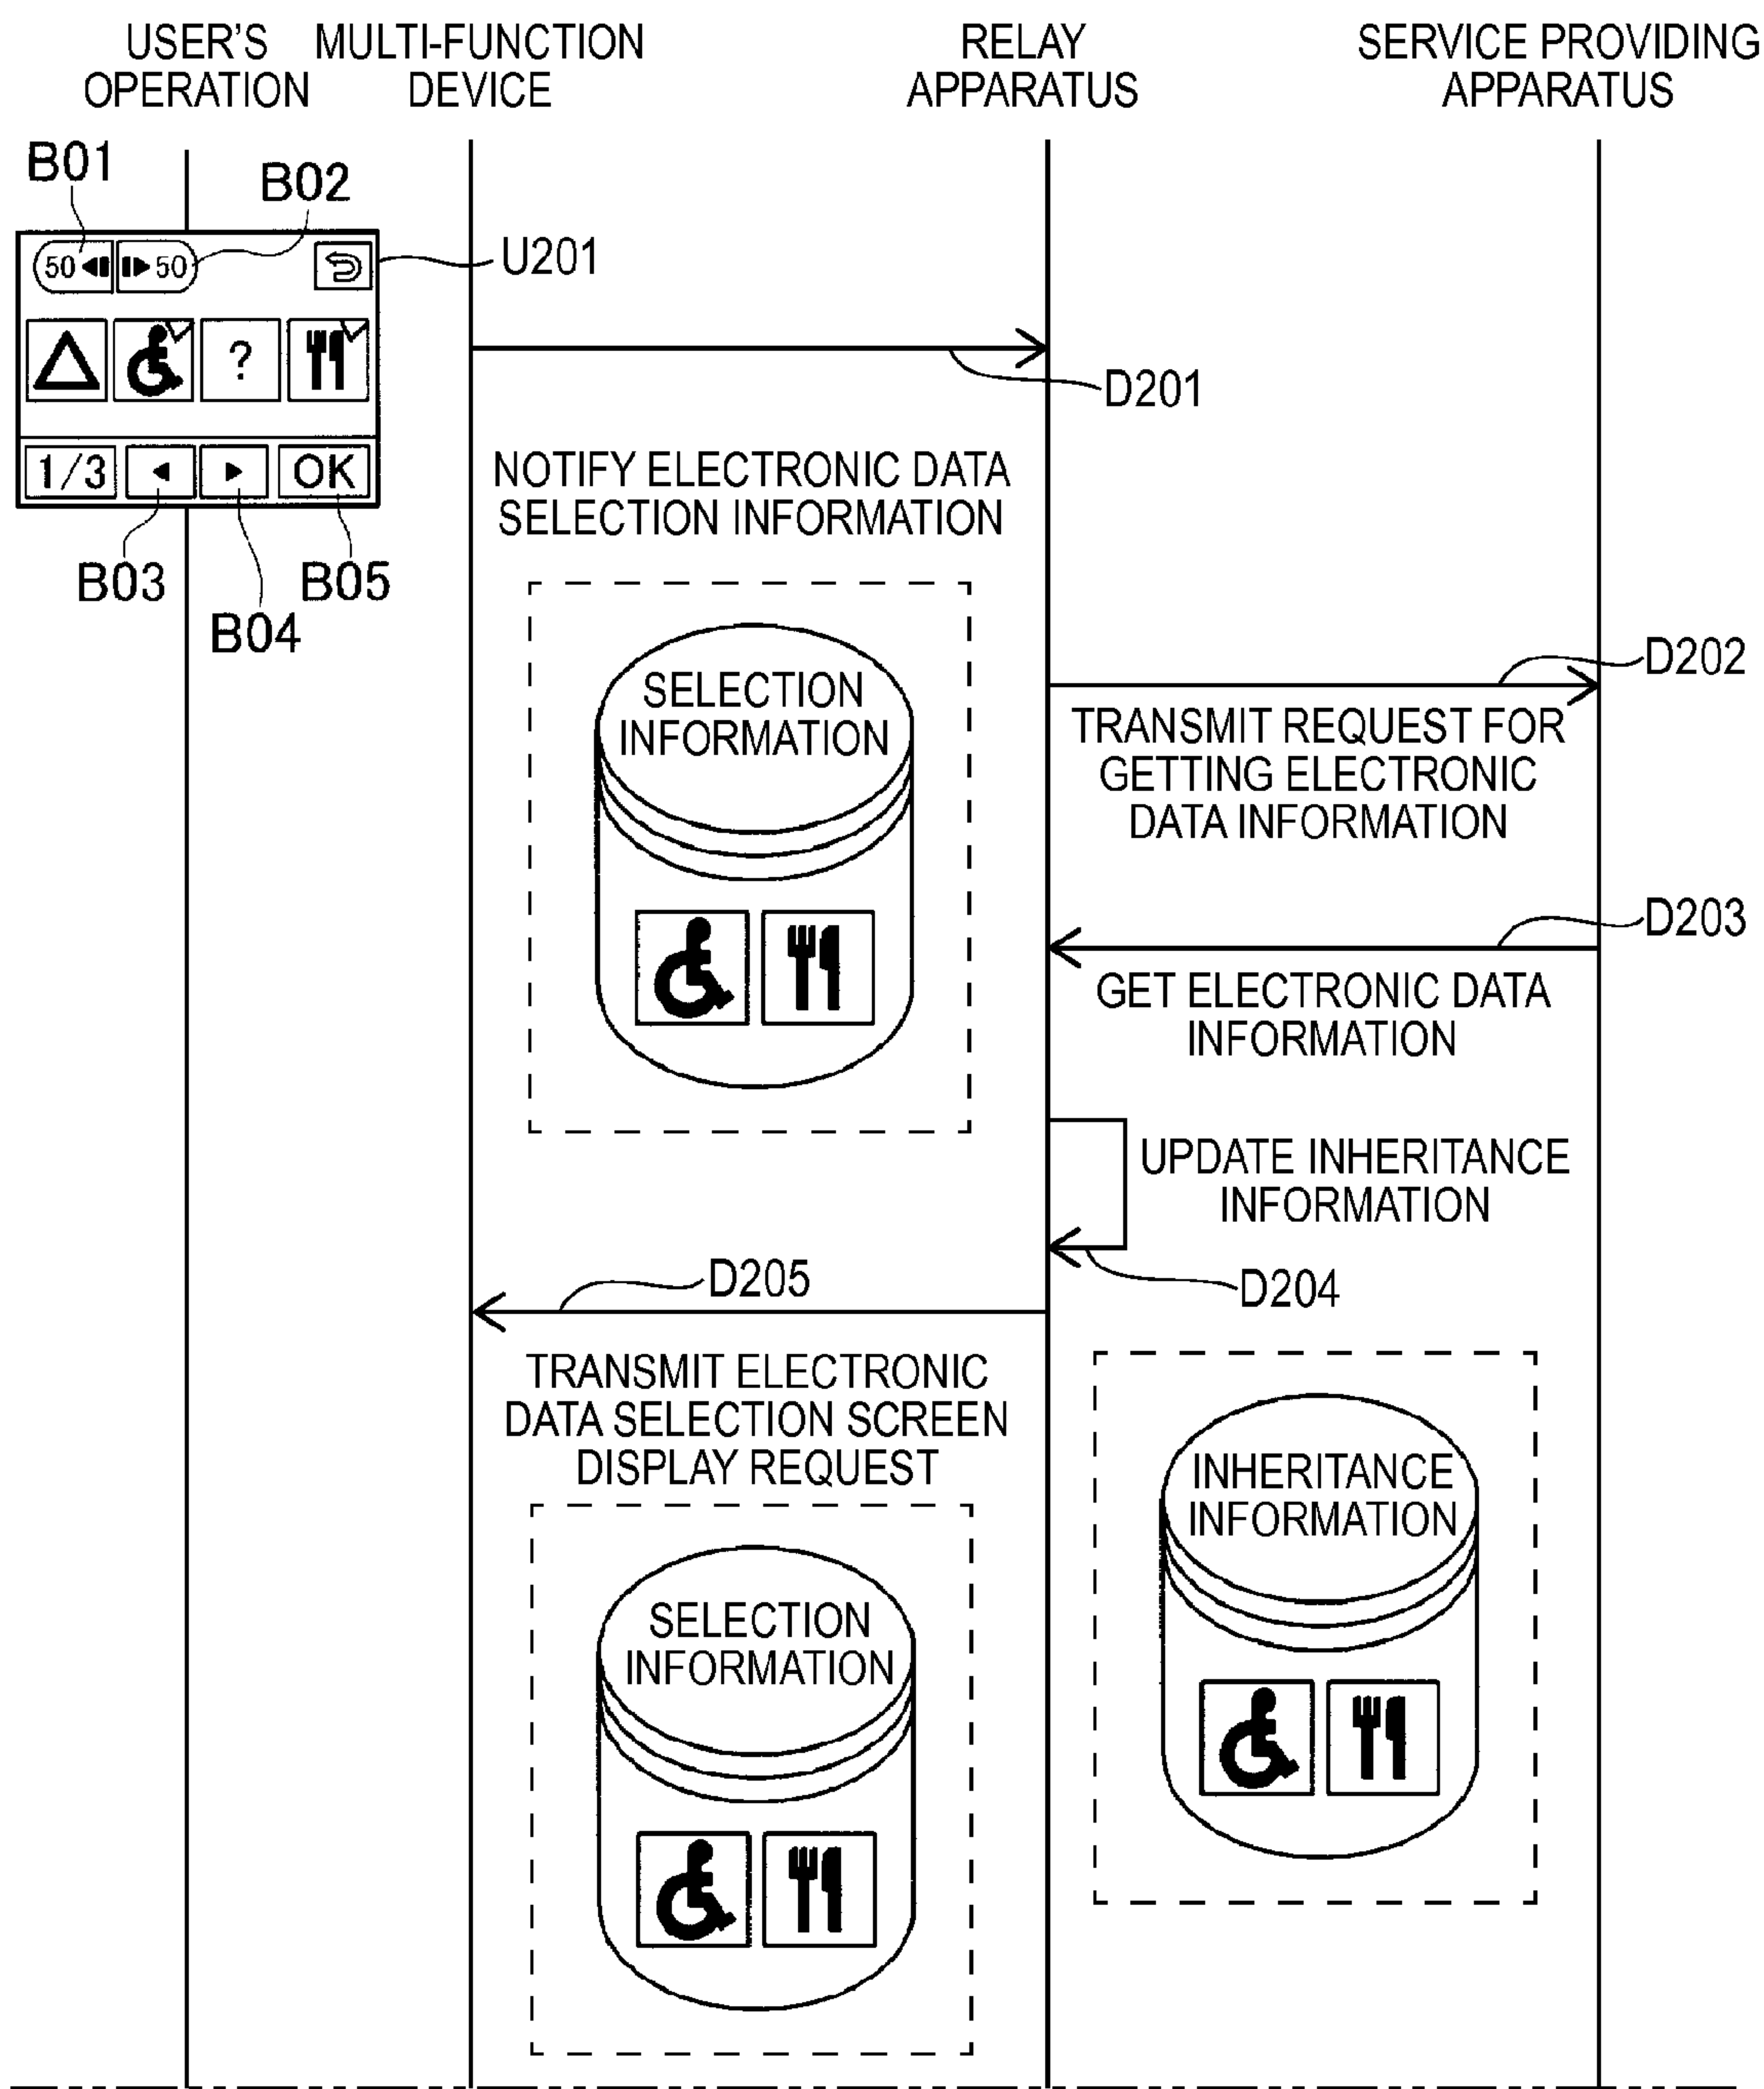 USER'S
OPERATION
MULTI-FUNCTION
DEVICE
RELAY
APPARATUS
SERVICE PROVIDING
APPARATUS
B01
B02
50
50
U201
?
1/3
OK
B03
B04
B05
D201
NOTIFY ELECTRONIC DATA
SELECTION INFORMATION
SELECTION
INFORMATION
D202
TRANSMIT REQUEST FOR
GETTING ELECTRONIC
DATA INFORMATION
D203
GET ELECTRONIC DATA
INFORMATION
UPDATE INHERITANCE
INFORMATION
D204
D205
TRANSMIT ELECTRONIC
DATA SELECTION SCREEN
DISPLAY REQUEST
INHERITANCE
INFORMATION
SELECTION
INFORMATION